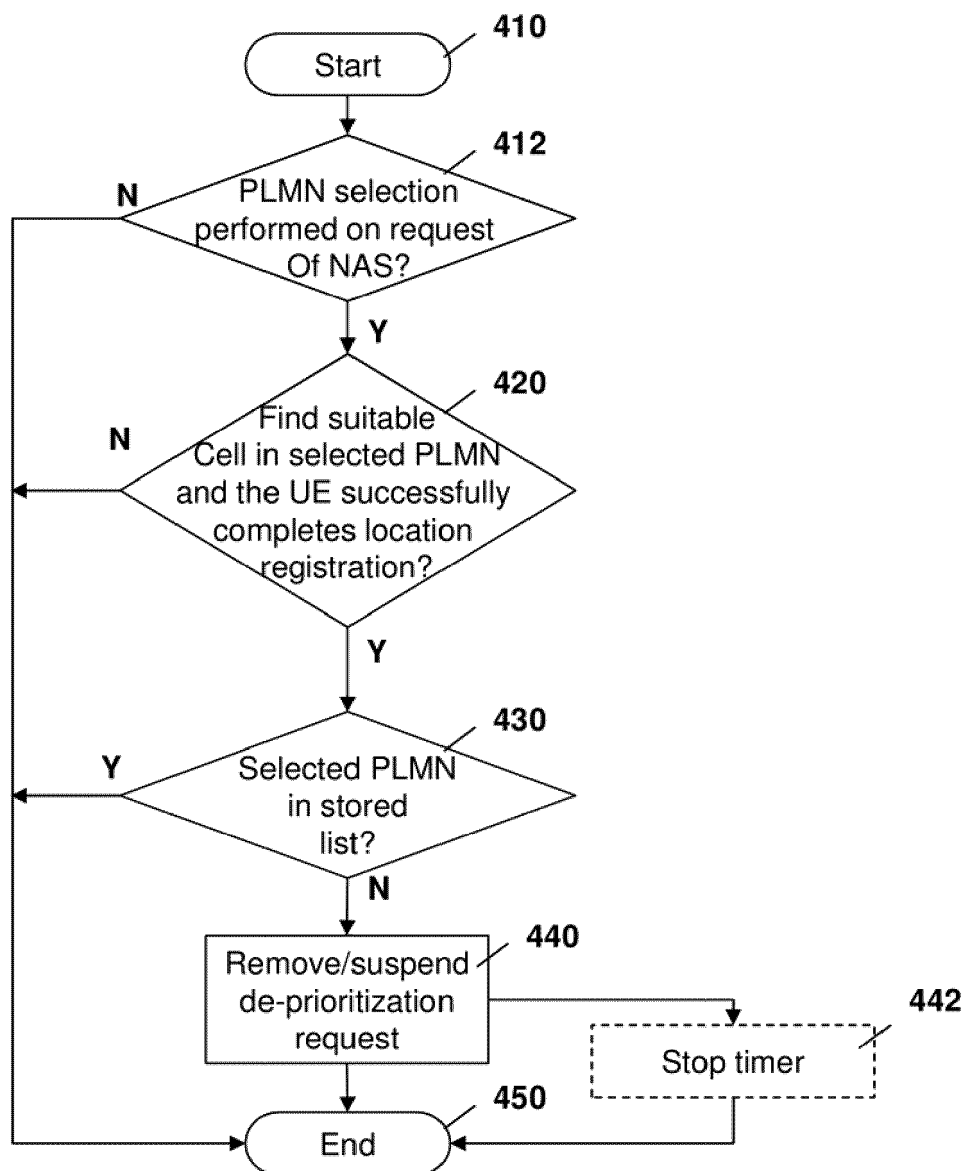 410
Start
412
N
PLMN selection
performed on request
Of NAS?
Y
420
N
Find suitable
Cell in selected PLMN
and the UE successfully
completes location
registration?
Y
430
Y
Selected PLMN
in stored
list?
N
440
Remove/suspend
de-prioritization
request
442
Stop timer
450
End